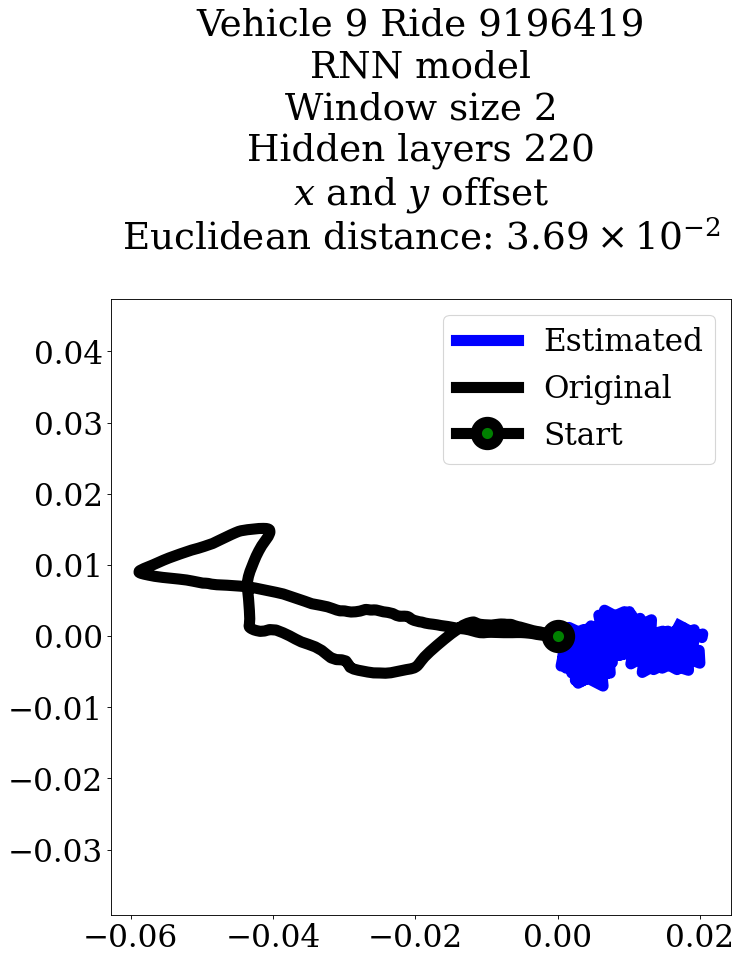 Vehicle 9 Ride 9196419
RNN model
Window size 2
Hidden layers 220
x and y offset
Euclidean distance: 3.69 × 10⁻²
Estimated
Original
Start
0.04
0.03
0.02
0.01
0.00
−0.01
−0.02
−0.03
−0.06 −0.04 −0.02 0.00 0.02